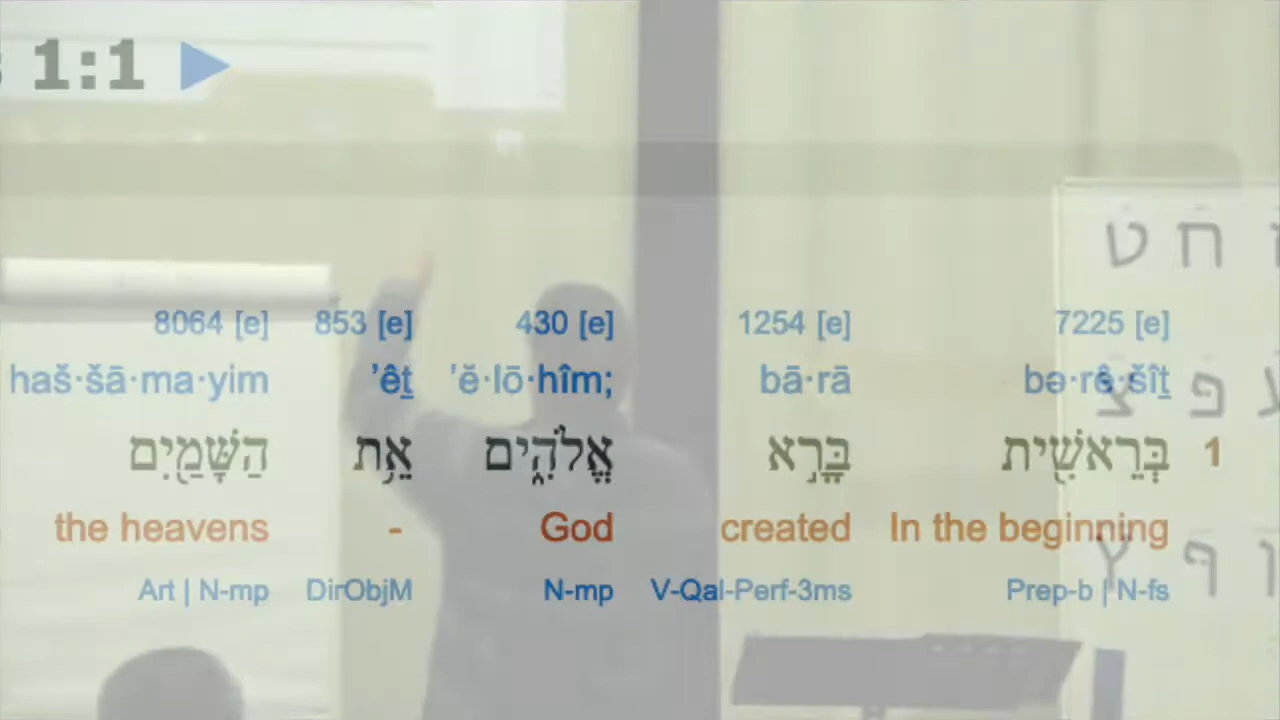 1:1
8064 [e] 853 [e] 430 [e] 1254 [e] 7225 [e]
haš·šā·ma·yim ’êṯ ’ĕ·lō·hîm; bā·rā bə·rê·šîṯ
1 בְּרֵאשִׁ֖ית בָּרָ֣א אֱלֹהִ֑ים אֵ֥ת הַשָּׁמַ֖יִם
the heavens - God created In the beginning
Art | N-mp DirObjM N-mp V-Qal-Perf-3ms Prep-b | N-fs
ח ט
פ צ
ף ץ